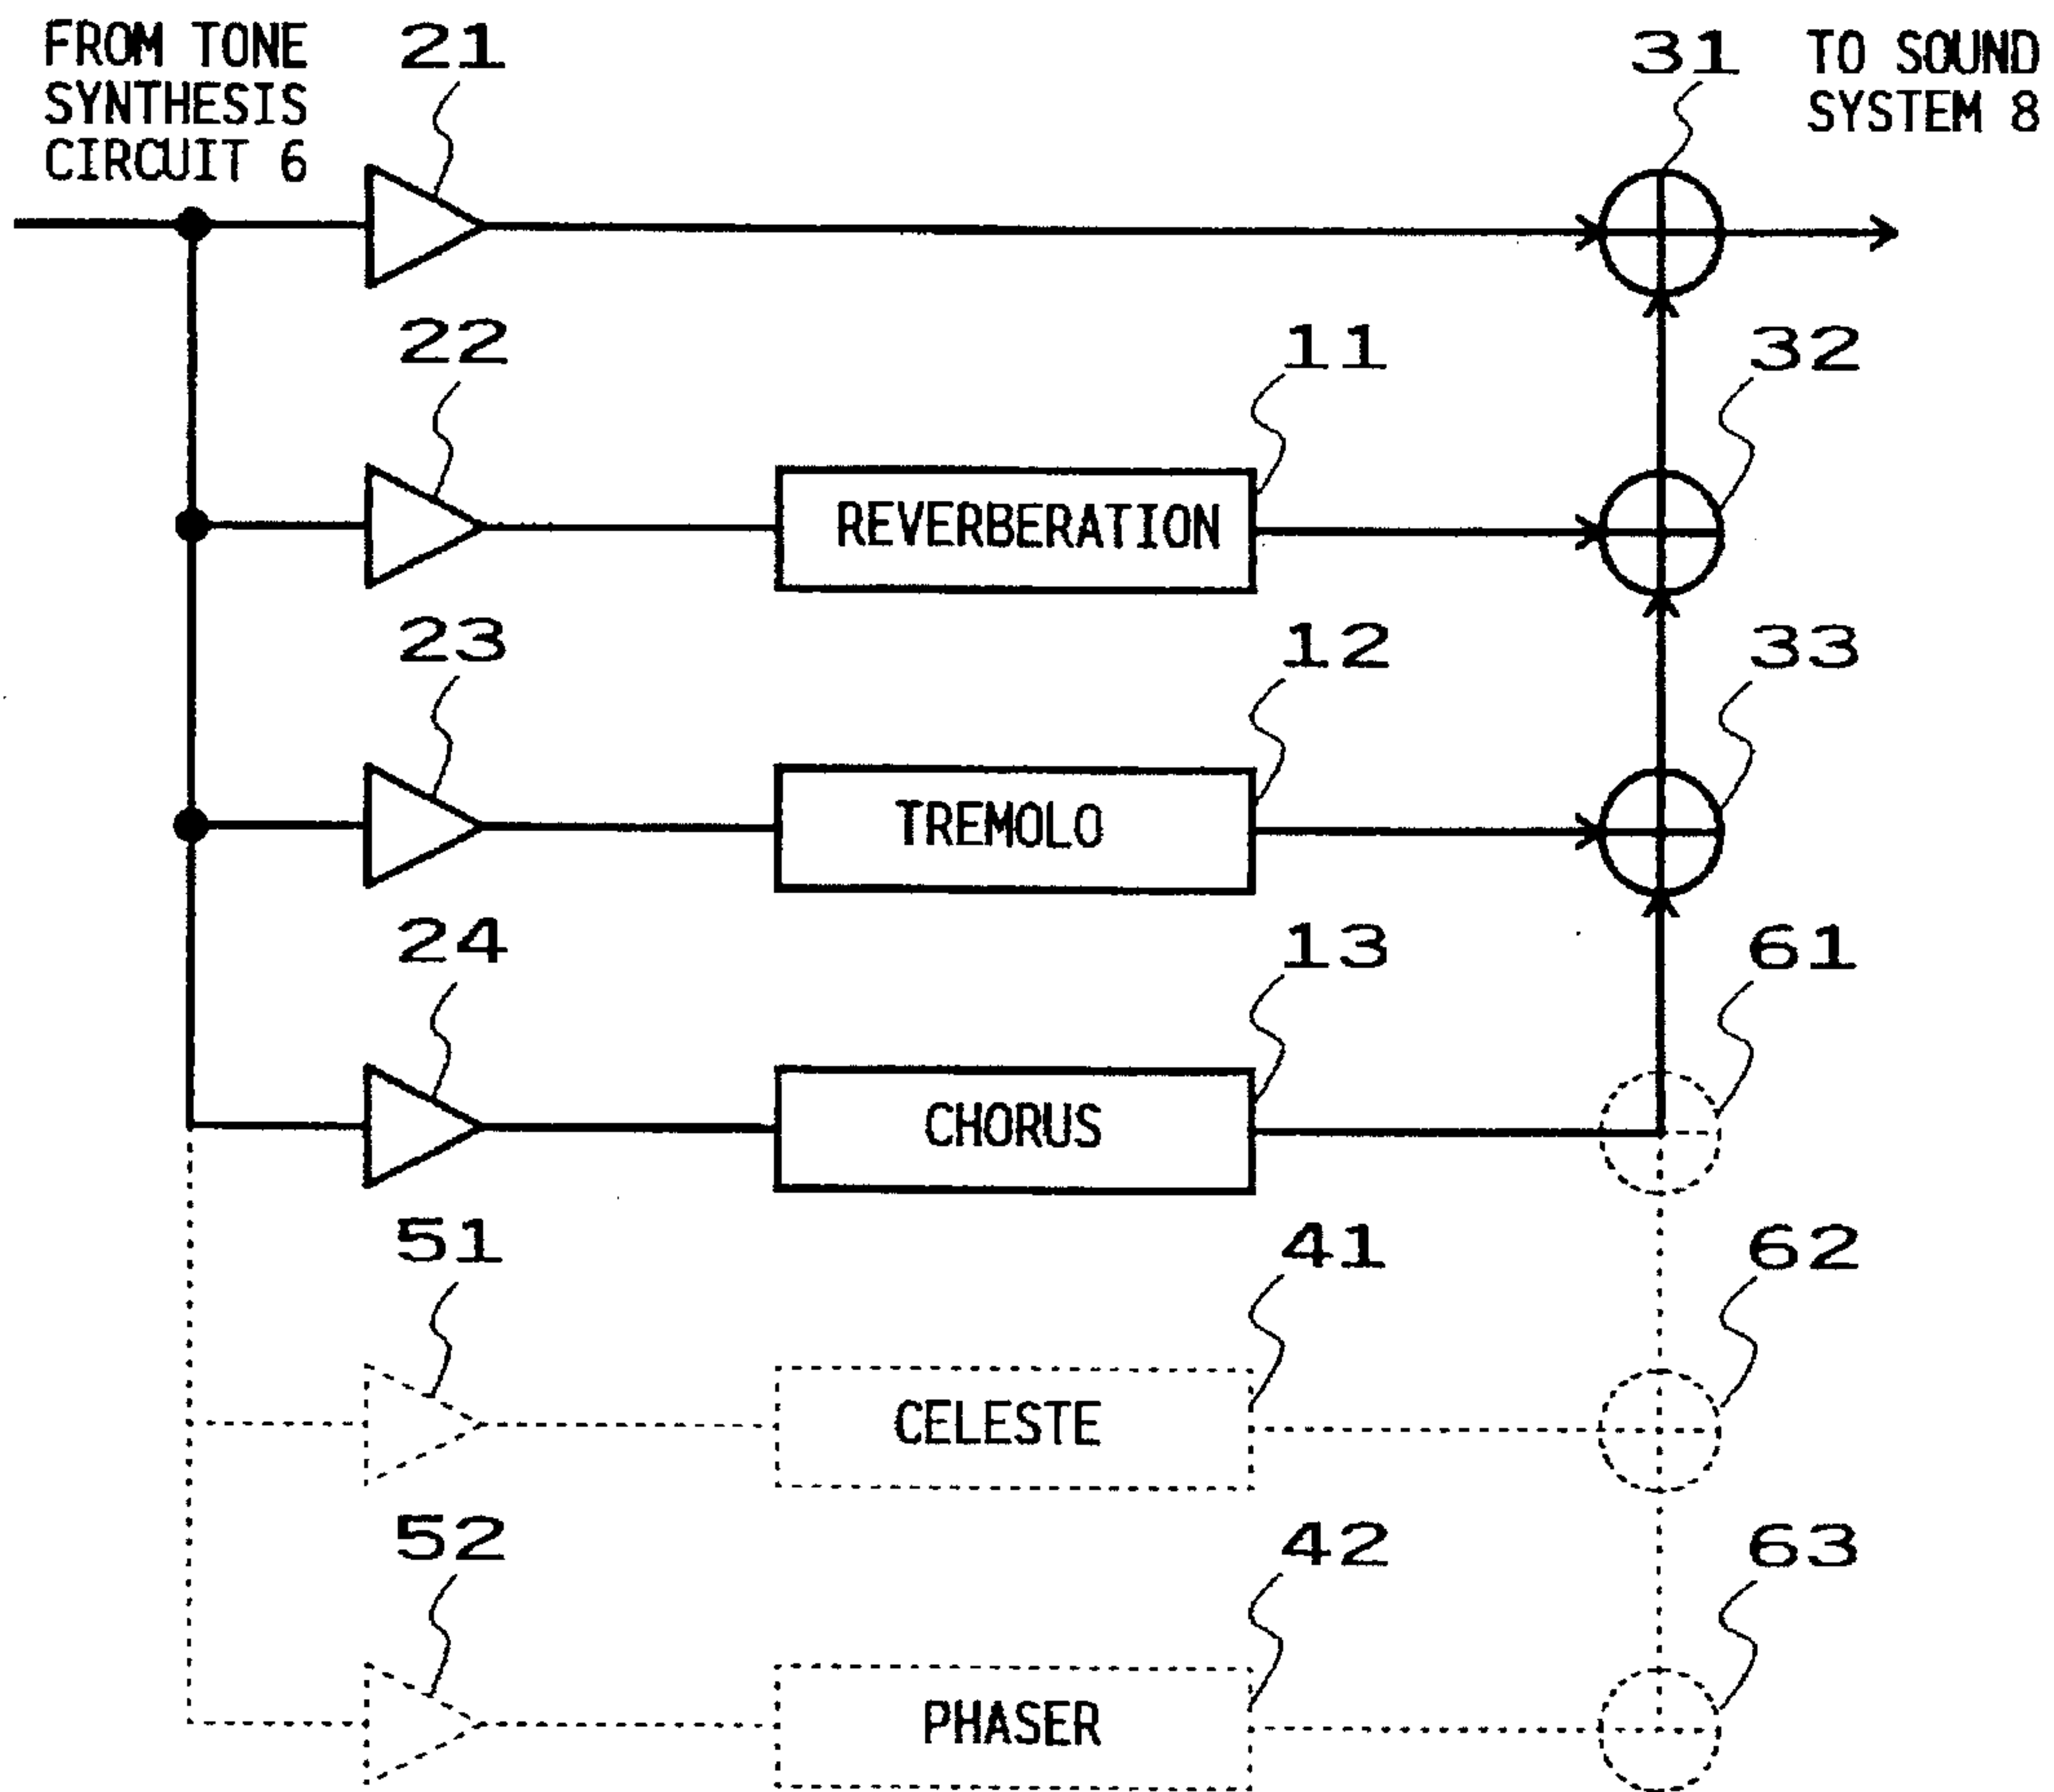 FROM TONE
SYNTHESIS
CIRCUIT 6
21
31
TO SOUND
SYSTEM 8
22
11
32
REVERBERATION
23
12
33
TREMOLO
24
13
61
CHORUS
51
41
62
CELESTE
52
42
63
PHASER